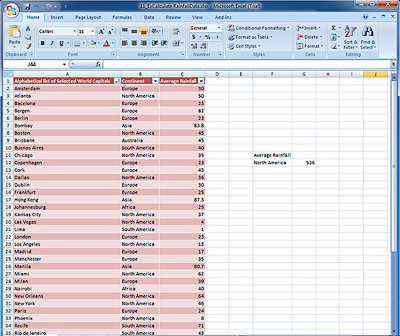 11_ExCalculate RainfallData.xlsx - Microsoft Excel (Trial)
Home Insert Page Layout Formulas Data Review View
Calibri 11 General Conditional Formatting Insert
Paste Format as Table Delete
Cell Styles Format
Clipboard Font Alignment Number Styles Cells Editing
J44 fx
A B C D E F G H I J
1 Alphabetical list of Selected World Capitals Continent Average Rainfall
2 Amsterdam Europe 30
3 Atlanto North America 50
4 Bacelona Europe 23
5 Bergen Europe 82
6 Berlin Europe 23
7 Bombay Asia 83.8
8 Boston North America 45
9 Brisbane Australia 45
10 Buenos Aires South America 40
11 Chicago North America 35 Average Rainfall
12 Copenhagen Europe 23 North America 536
13 Cork Europe 45
14 Dallas North America 36
15 Dublin Europe 30
16 Frankfurt Europe 25
17 Hong Kong Asia 87.5
18 Johannesburg Africa 25
19 Kansas City North America 37
20 Las Vegas North America 4
21 Lima South America 1
22 London Europe 23
23 Los Angeles North America 13
24 Madrid Europe 17
25 Manchester Europe 35
26 Manila Asia 80.7
27 Miami North America 62
28 Milan Europe 39
29 Nairobi Africa 40
30 New Orleans North America 64
31 New York North America 46
32 Paris Europe 24
33 Phoenix North America 8
34 Recife South America 71
35 Rio de Janeiro South America 43